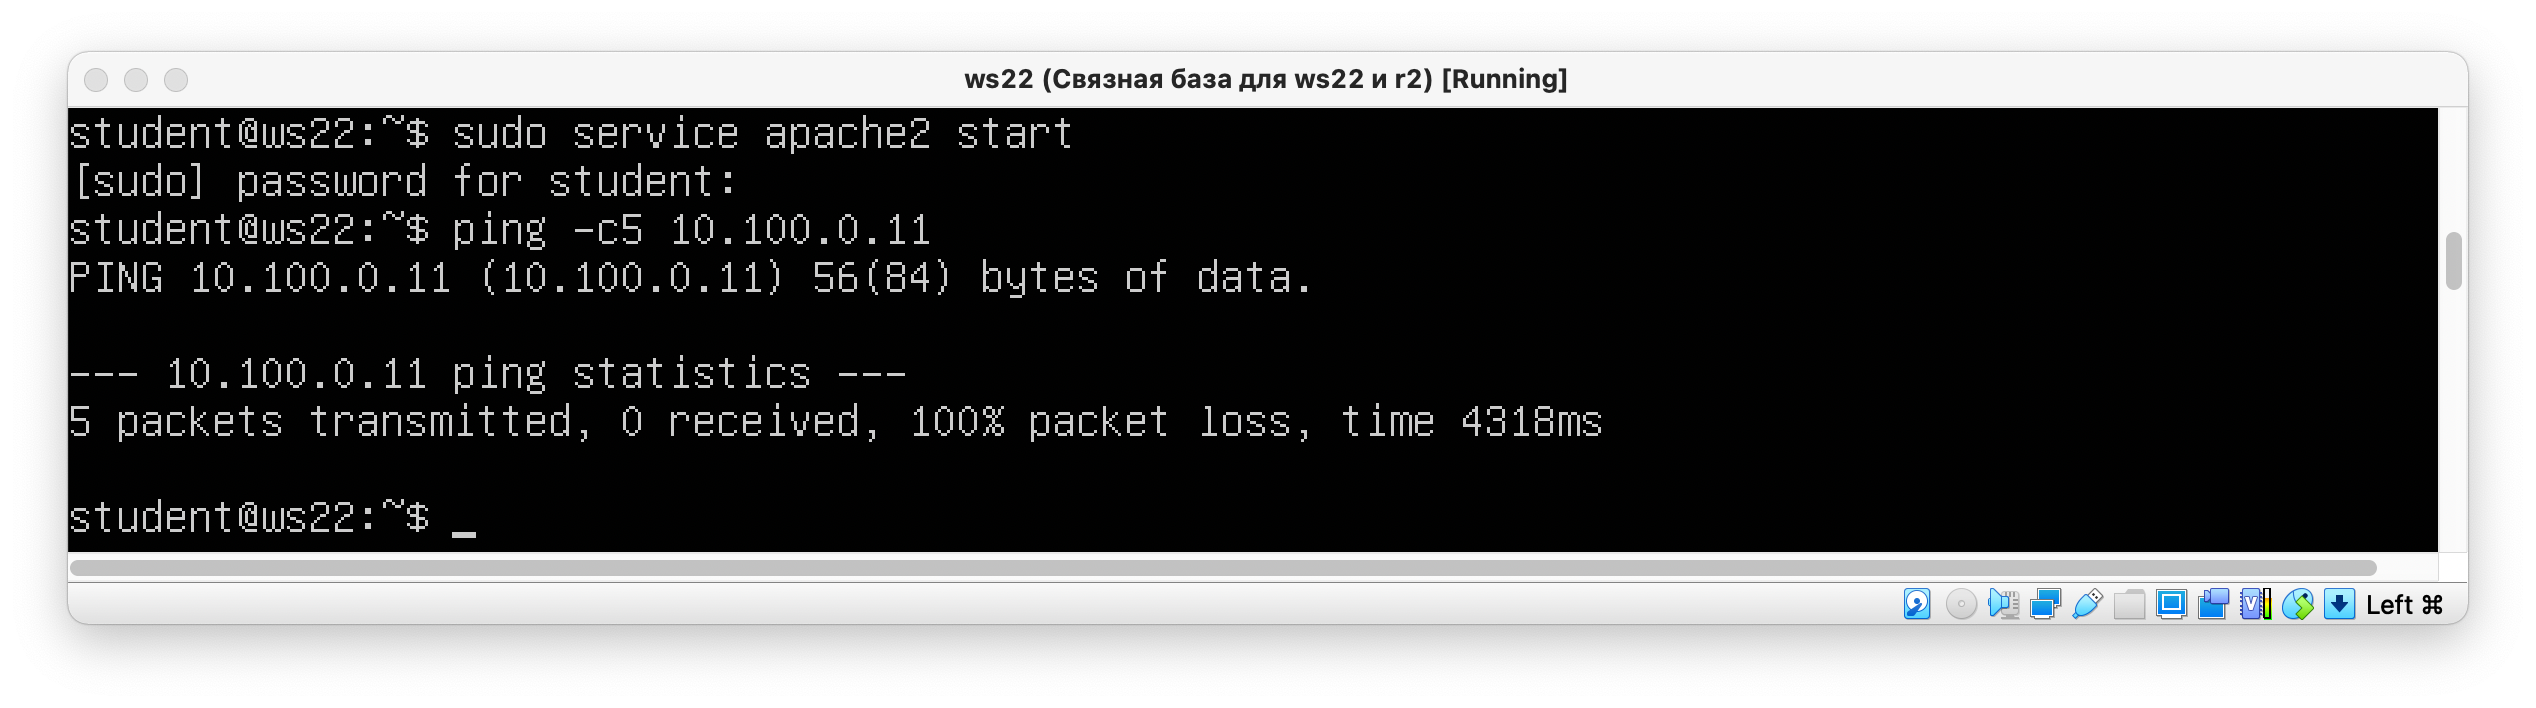 ws22 (Связная база для ws22 и r2) [Running]
student@ws22:~$ sudo service apache2 start
[sudo] password for student:
student@ws22:~$ ping -c5 10.100.0.11
PING 10.100.0.11 (10.100.0.11) 56(84) bytes of data.
--- 10.100.0.11 ping statistics ---
5 packets transmitted, 0 received, 100% packet loss, time 4318ms
student@ws22:~$ _
Left ⌘